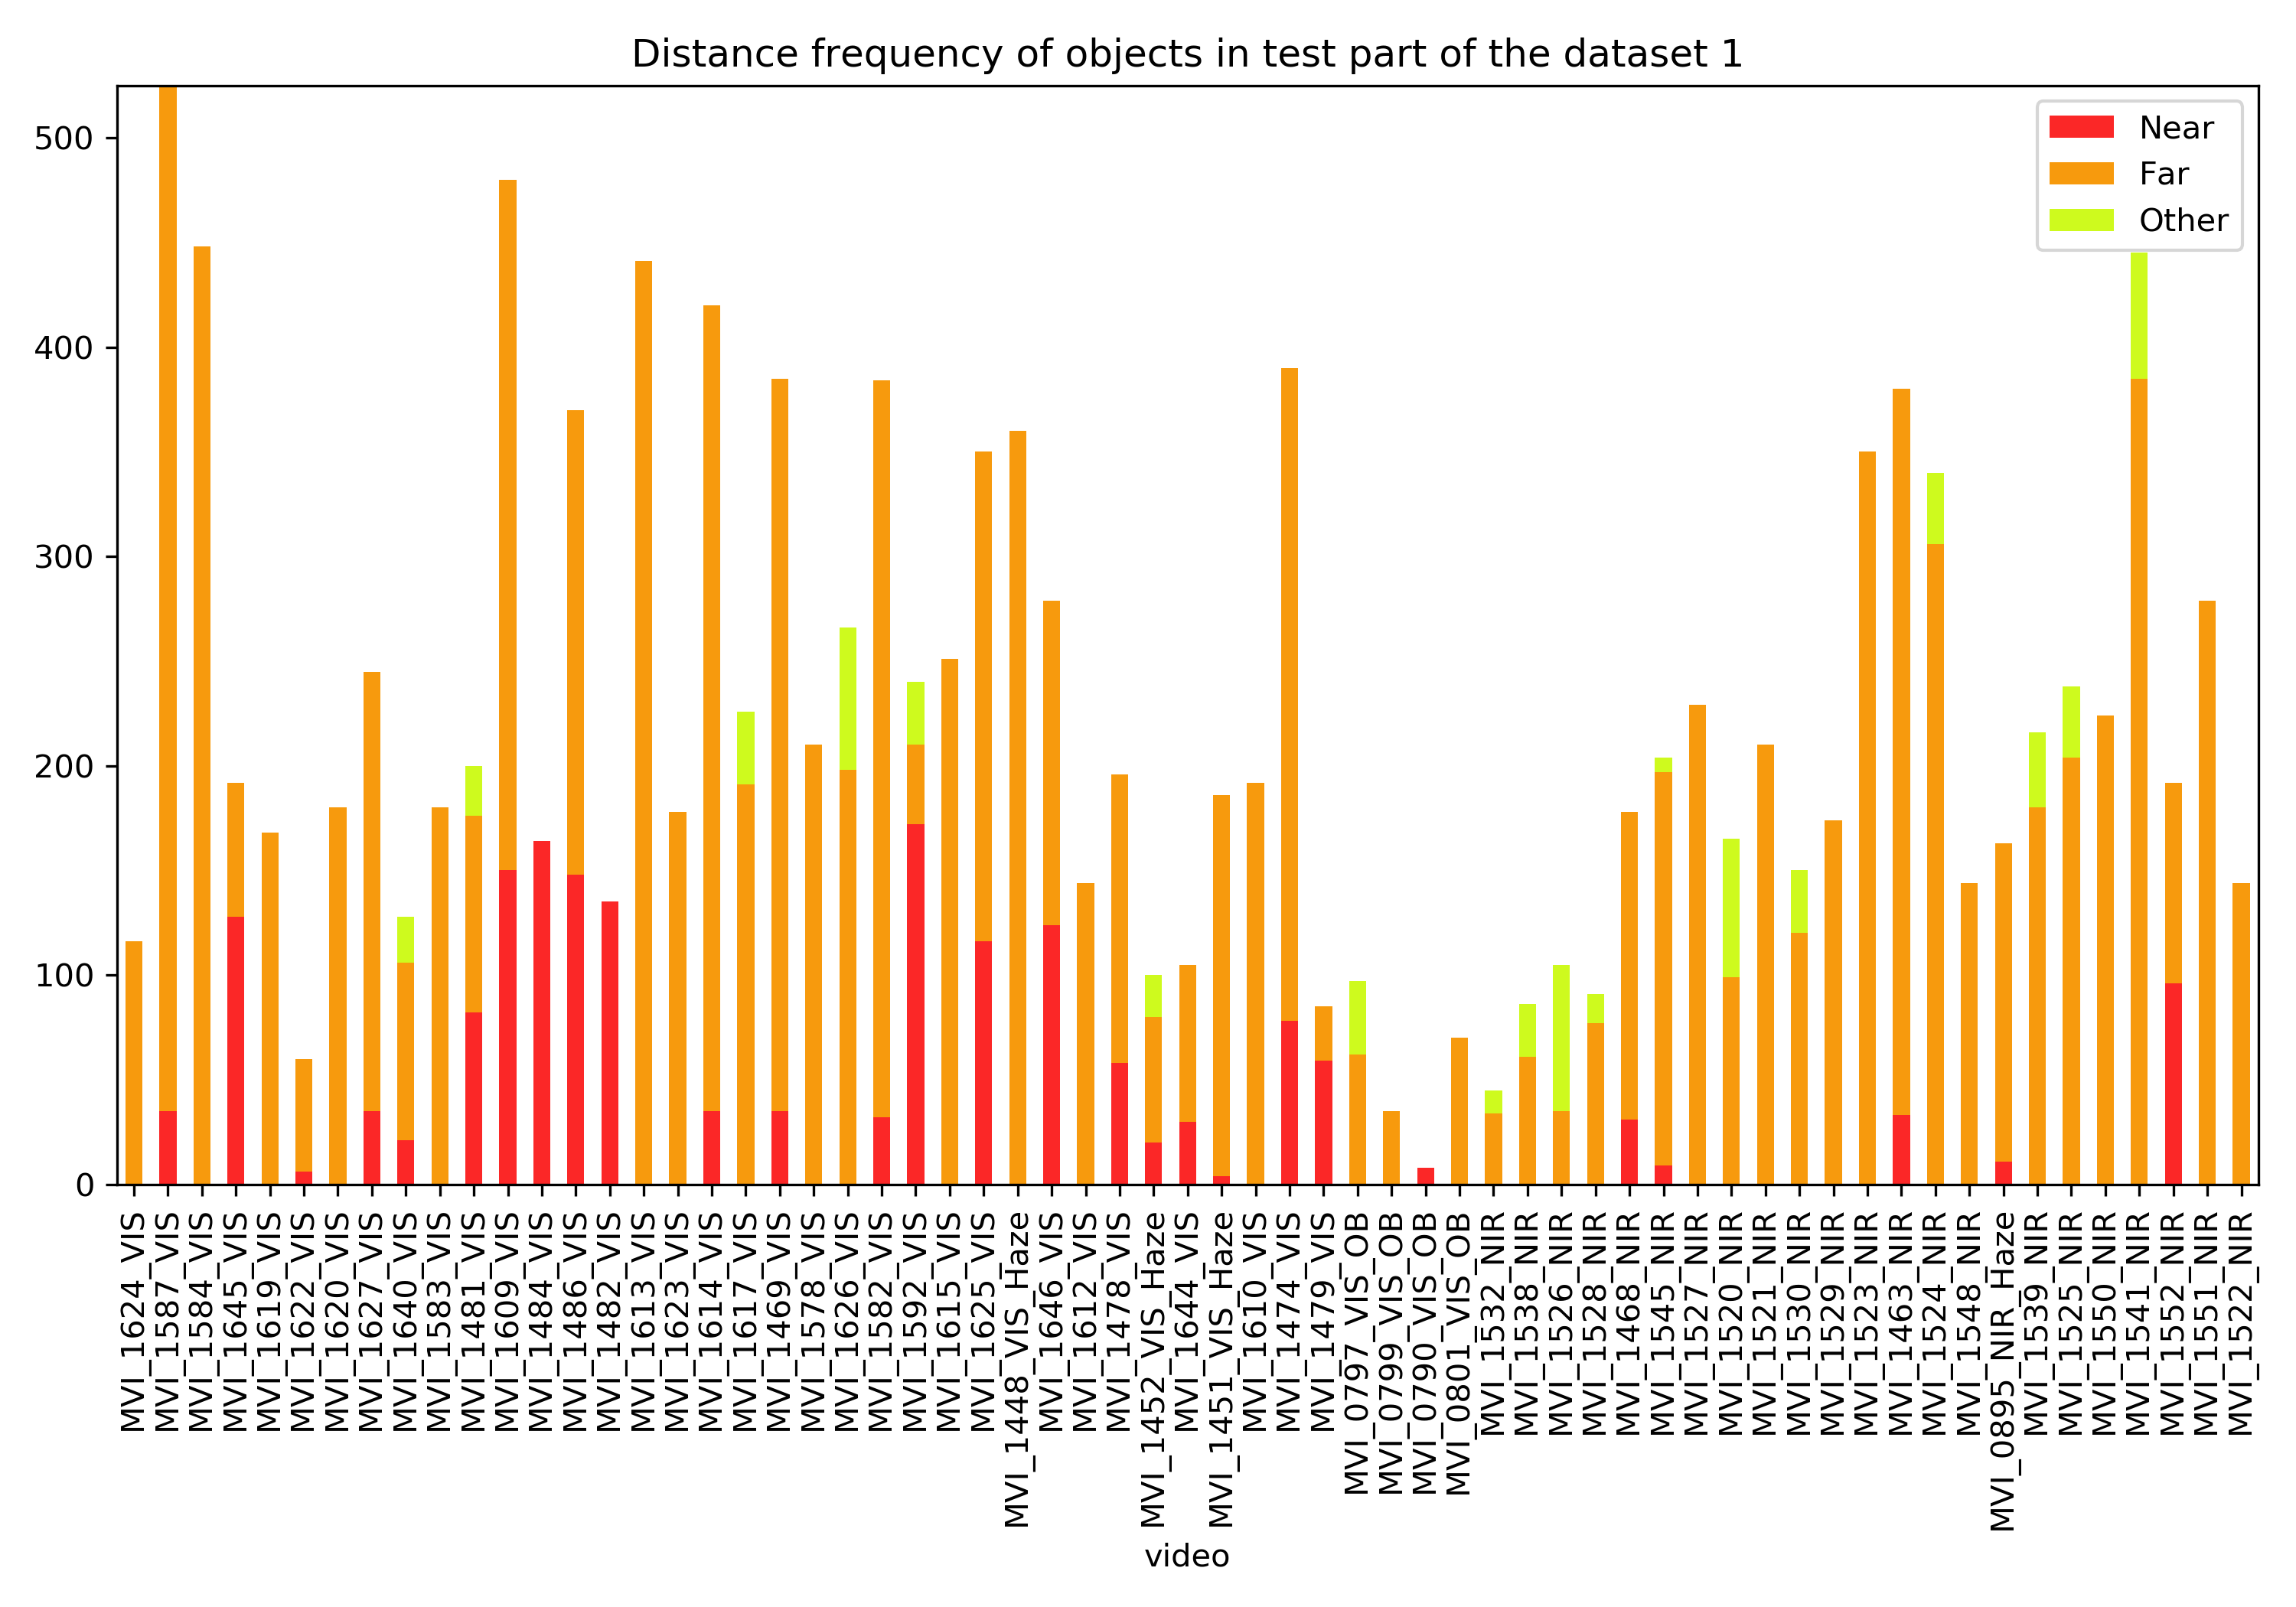 Distance frequency of objects in test part of the dataset 1
Near
Far
Other
500
400
300
200
100
0
MVI_1624_VIS
MVI_1587_VIS
MVI_1584_VIS
MVI_1645_VIS
MVI_1619_VIS
MVI_1622_VIS
MVI_1620_VIS
MVI_1627_VIS
MVI_1640_VIS
MVI_1583_VIS
MVI_1481_VIS
MVI_1609_VIS
MVI_1484_VIS
MVI_1486_VIS
MVI_1482_VIS
MVI_1613_VIS
MVI_1623_VIS
MVI_1614_VIS
MVI_1617_VIS
MVI_1469_VIS
MVI_1578_VIS
MVI_1626_VIS
MVI_1582_VIS
MVI_1592_VIS
MVI_1615_VIS
MVI_1625_VIS
MVI_1448_VIS_Haze
MVI_1646_VIS
MVI_1612_VIS
MVI_1478_VIS
MVI_1452_VIS_Haze
MVI_1644_VIS
MVI_1451_VIS_Haze
MVI_1610_VIS
MVI_1474_VIS
MVI_1479_VIS
MVI_0797_VIS_OB
MVI_0799_VIS_OB
MVI_0790_VIS_OB
MVI_0801_VIS_OB
MVI_1532_NIR
MVI_1538_NIR
MVI_1526_NIR
MVI_1528_NIR
MVI_1468_NIR
MVI_1545_NIR
MVI_1527_NIR
MVI_1520_NIR
MVI_1521_NIR
MVI_1530_NIR
MVI_1529_NIR
MVI_1523_NIR
MVI_1463_NIR
MVI_1524_NIR
MVI_1548_NIR
MVI_0895_NIR_Haze
MVI_1539_NIR
MVI_1525_NIR
MVI_1550_NIR
MVI_1541_NIR
MVI_1552_NIR
MVI_1551_NIR
MVI_1522_NIR
video